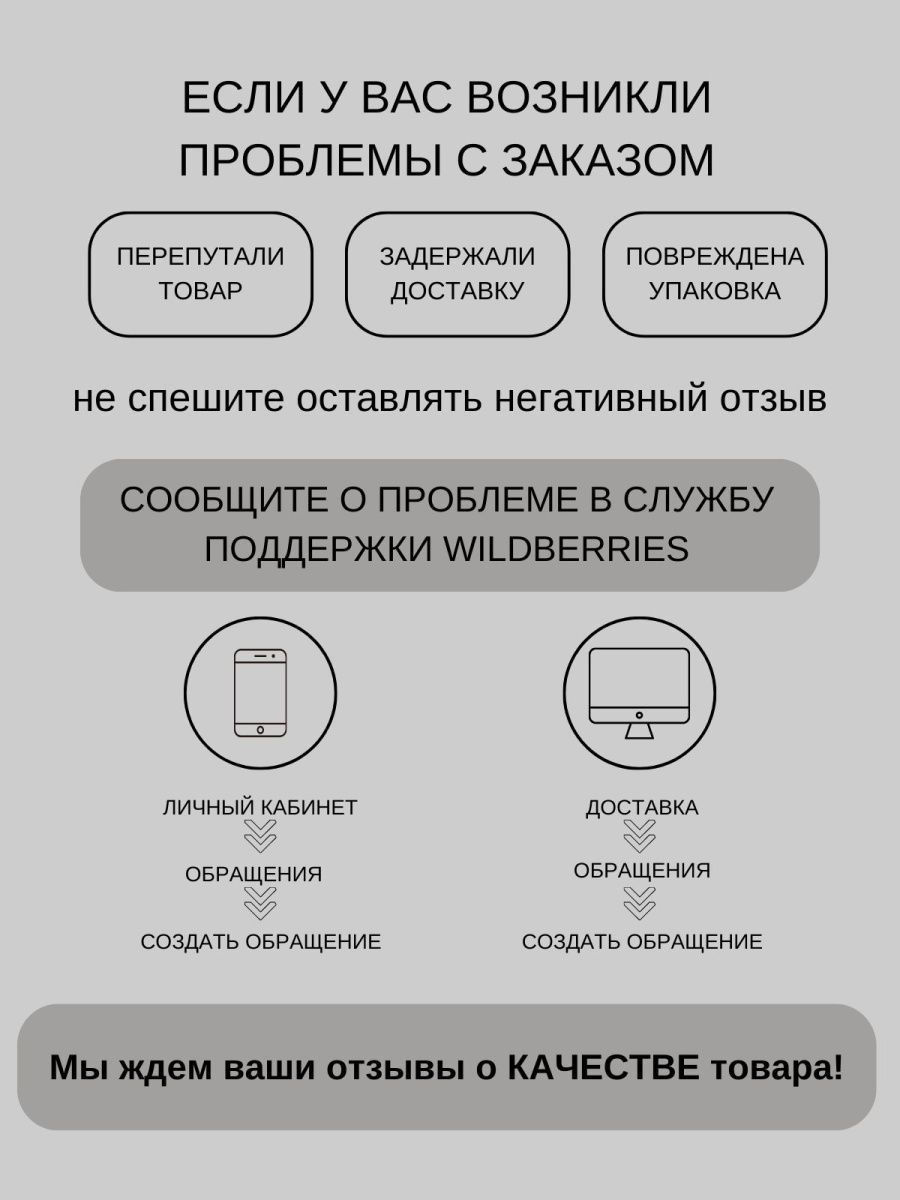 ЕСЛИ У ВАС ВОЗНИКЛИ
ПРОБЛЕМЫ С ЗАКАЗОМ
ПЕРЕПУТАЛИ
ТОВАР
ЗАДЕРЖАЛИ
ДОСТАВКУ
ПОВРЕЖДЕНА
УПАКОВКА
не спешите оставлять негативный отзыв
СООБЩИТЕ О ПРОБЛЕМЕ В СЛУЖБУ
ПОДДЕРЖКИ WILDBERRIES
ЛИЧНЫЙ КАБИНЕТ
ОБРАЩЕНИЯ
СОЗДАТЬ ОБРАЩЕНИЕ
ДОСТАВКА
ОБРАЩЕНИЯ
СОЗДАТЬ ОБРАЩЕНИЕ
Мы ждем ваши отзывы о КАЧЕСТВЕ товара!